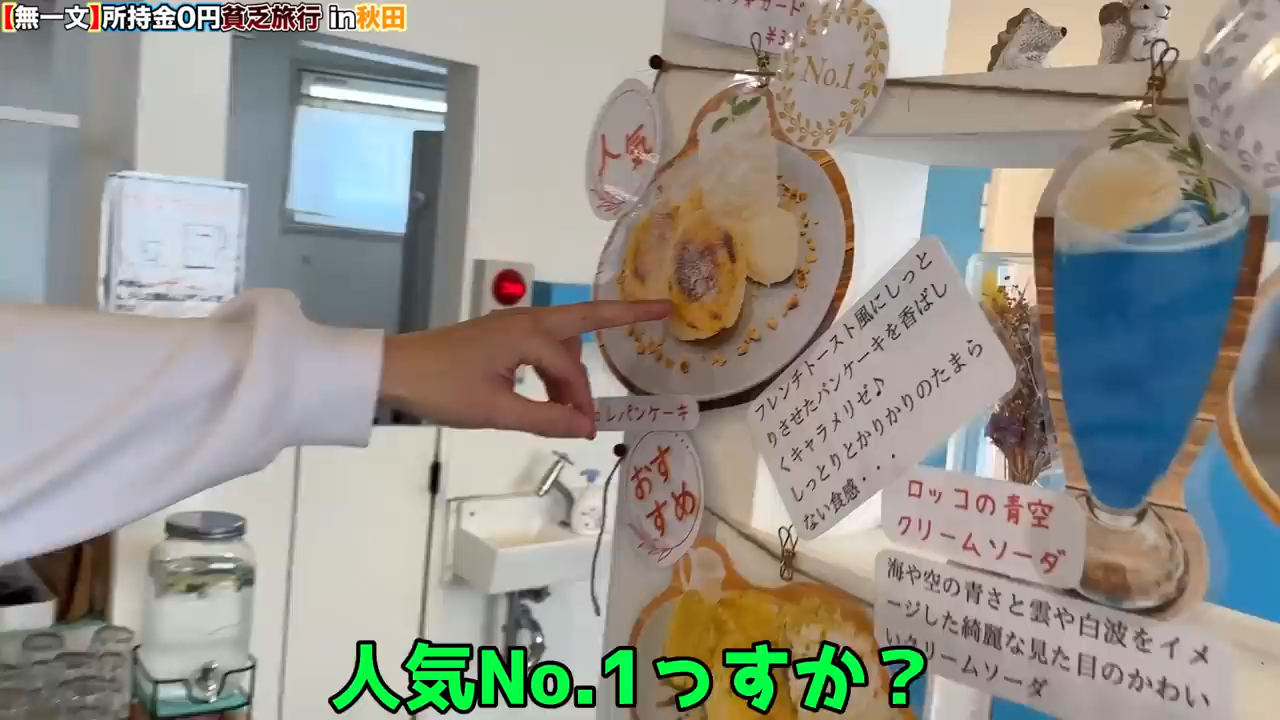 【無一文】所持金0円貧乏旅行 in秋田
No.1
人気
フレンチトースト風にしっと
りさせたパンケーキを香ばし
くキャラメリゼ♪
しっとりとかりかりのたまら
ない食感・・
レパンケーキ
おす
すめ
ロッコの青空
クリームソーダ
海や空の青さと雲や白波をイメ
ージした綺麗な見た目のかわい
いクリームソーダ
人気No.1っすか？